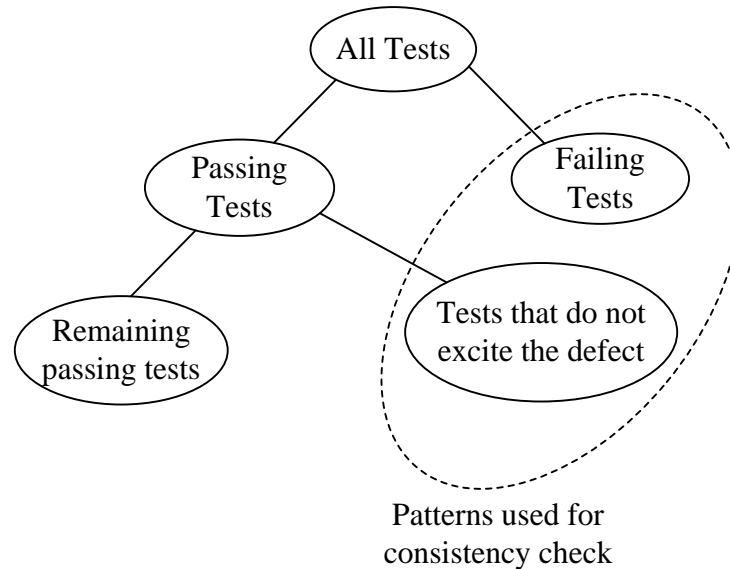 All Tests
Passing
Tests
Failing
Tests
Remaining
passing tests
Tests that do not
excite the defect
Patterns used for
consistency check